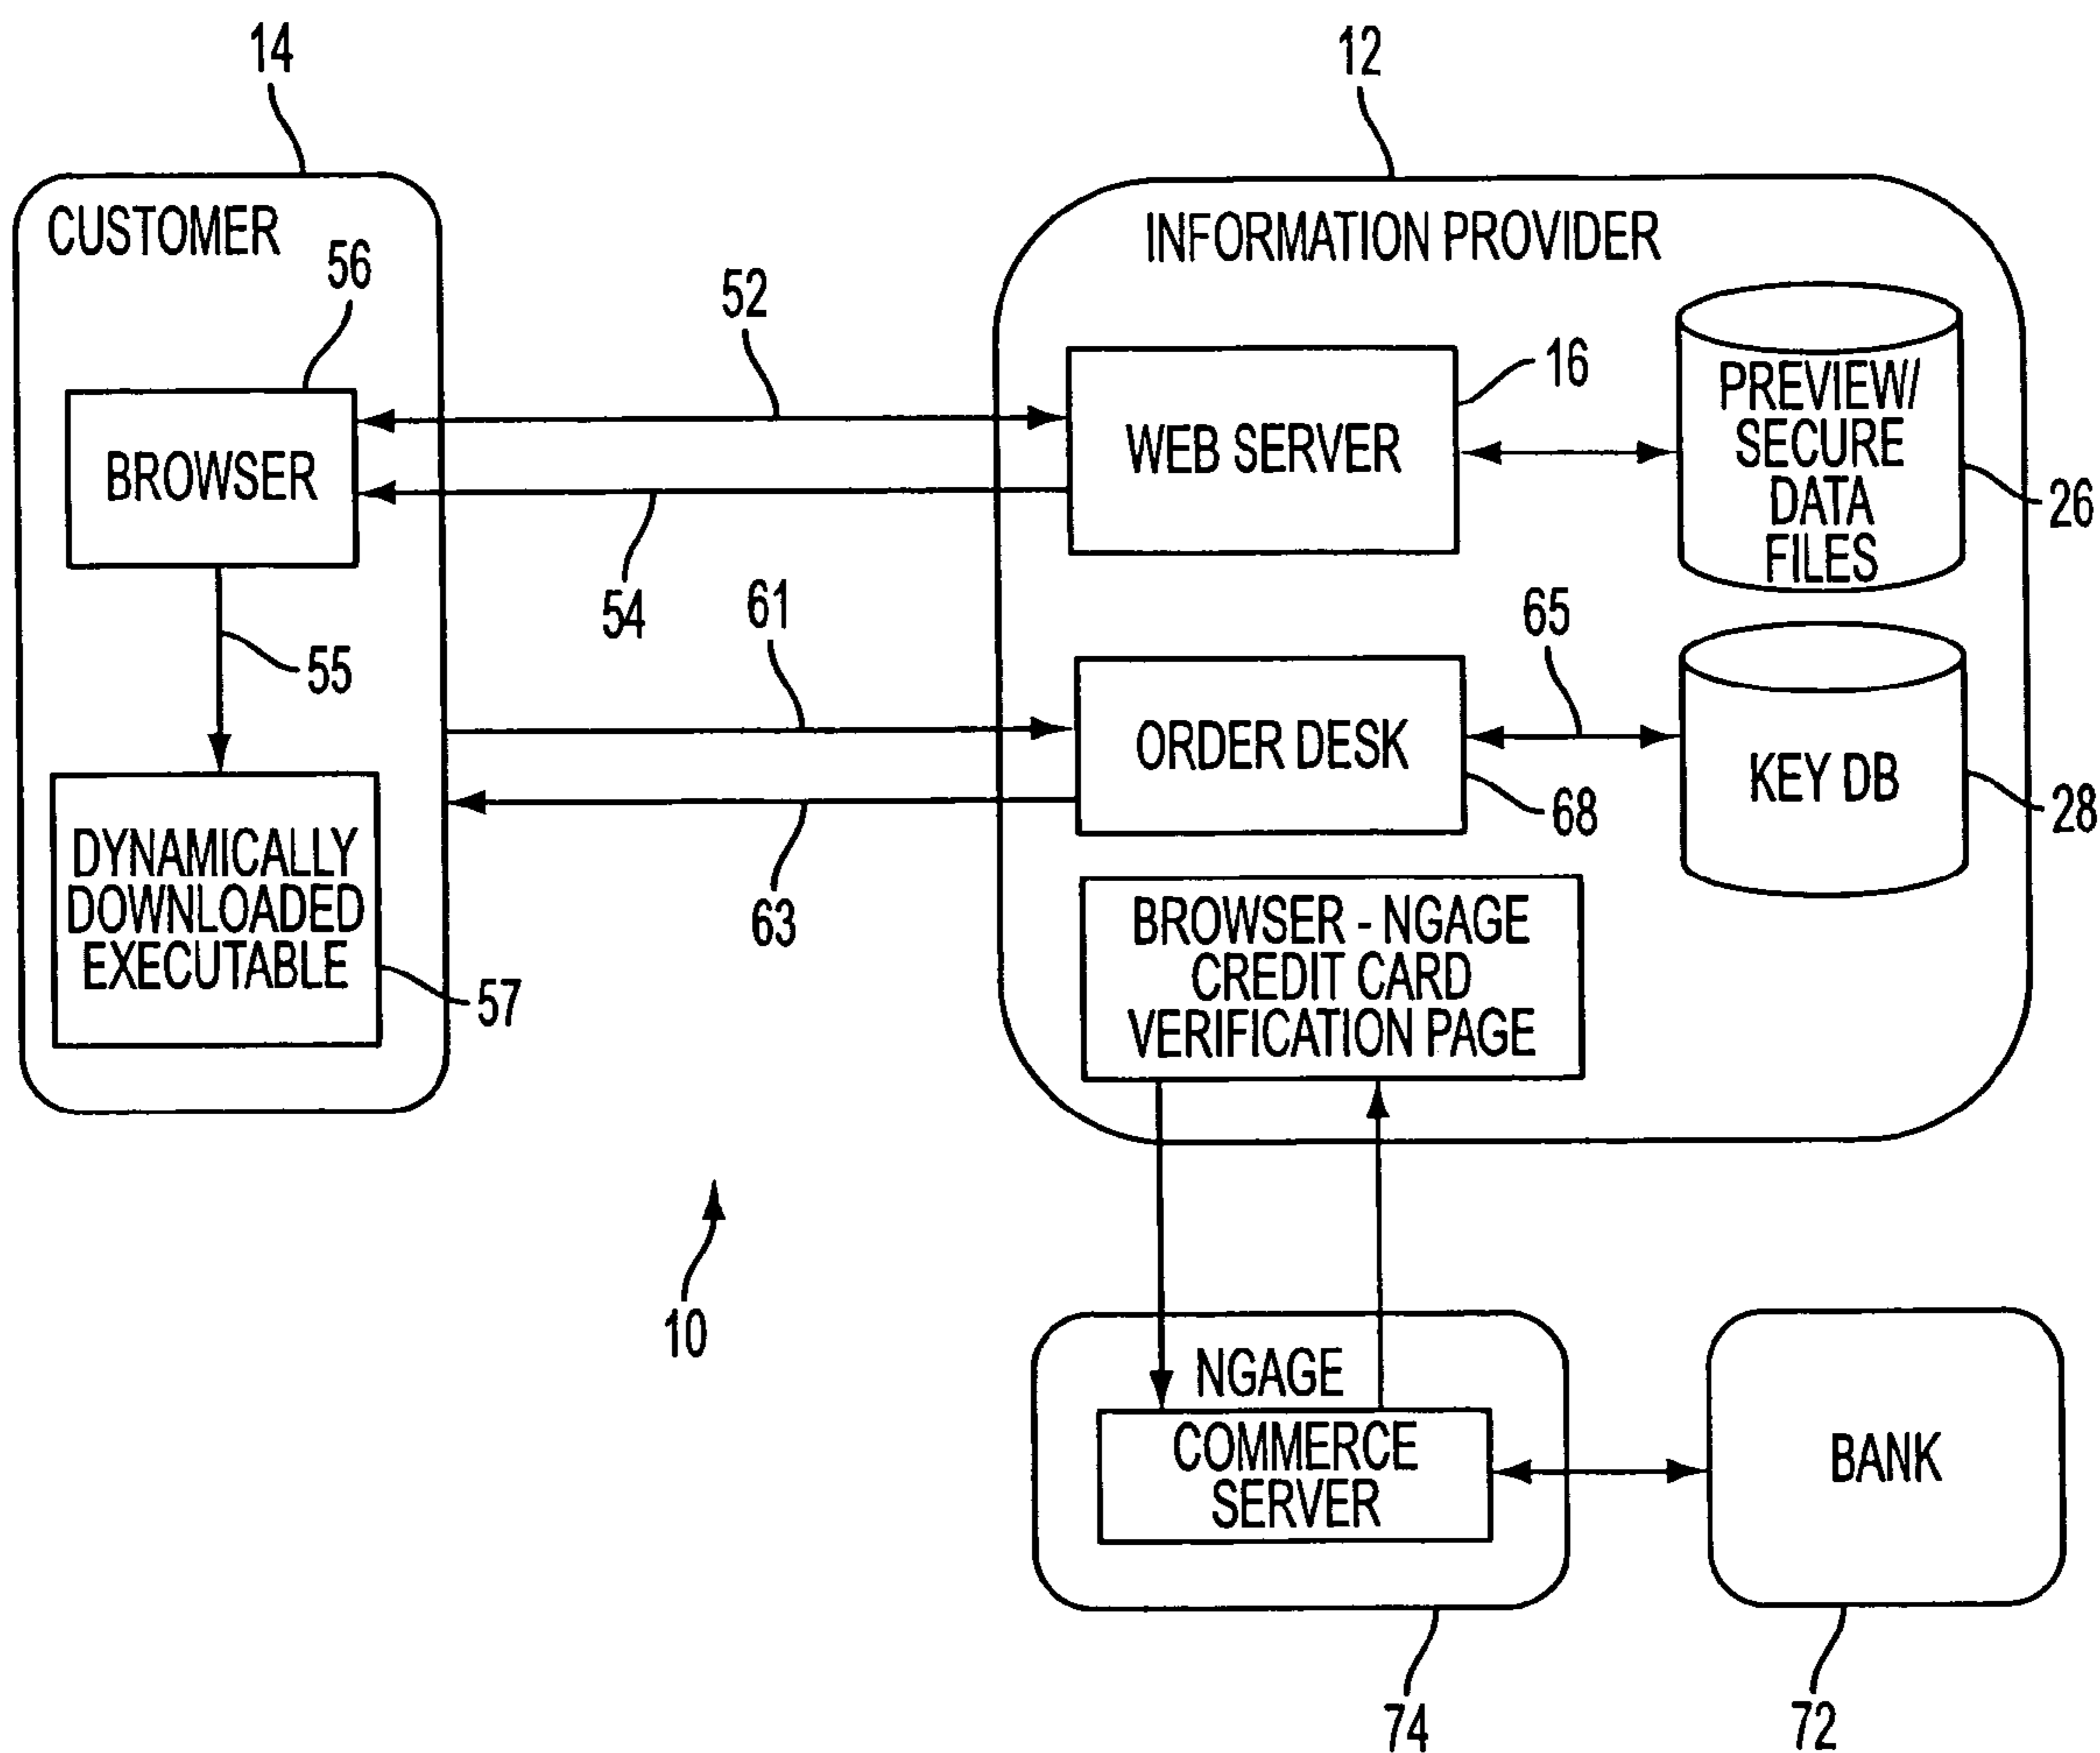 14
12
CUSTOMER
INFORMATION PROVIDER
56
52
16
BROWSER
WEB SERVER
PREVIEW/
SECURE
DATA
FILES
26
54
55
61
65
ORDER DESK
KEY DB
68
28
DYNAMICALLY
DOWNLOADED
EXECUTABLE
57
63
BROWSER - NGAGE
CREDIT CARD
VERIFICATION PAGE
10
NGAGE
COMMERCE
SERVER
BANK
74
72